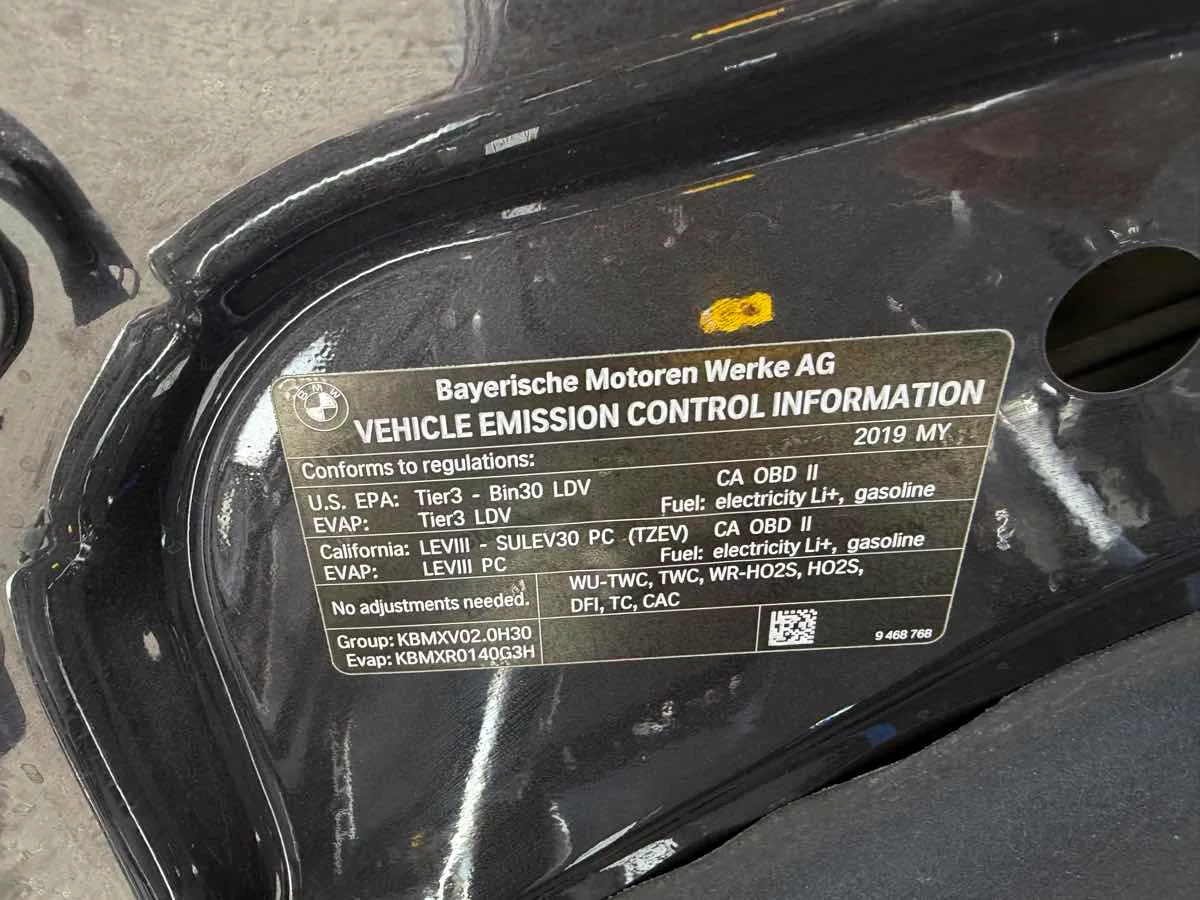 BMW
Bayerische Motoren Werke AG
VEHICLE EMISSION CONTROL INFORMATION
Conforms to regulations:
2019 MY
U.S. EPA: Tier3 - Bin30 LDV
CA OBD II
EVAP: Tier3 LDV
Fuel: electricity Li+, gasoline
California: LEVIII - SULEV30 PC (TZEV)
CA OBD II
EVAP: LEVIII PC
Fuel: electricity Li+, gasoline
No adjustments needed.
WU-TWC, TWC, WR-HO2S, HO2S,
DFI, TC, CAC
Group: KBMXV02.0H30
Evap: KBMXR0140G3H
9 468 768